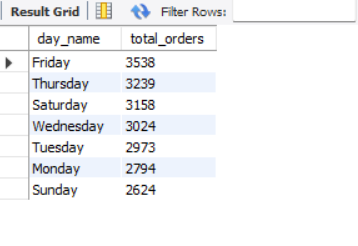 Result Grid Filter Rows:
day_name total_orders
Friday 3538
Thursday 3239
Saturday 3158
Wednesday 3024
Tuesday 2973
Monday 2794
Sunday 2624